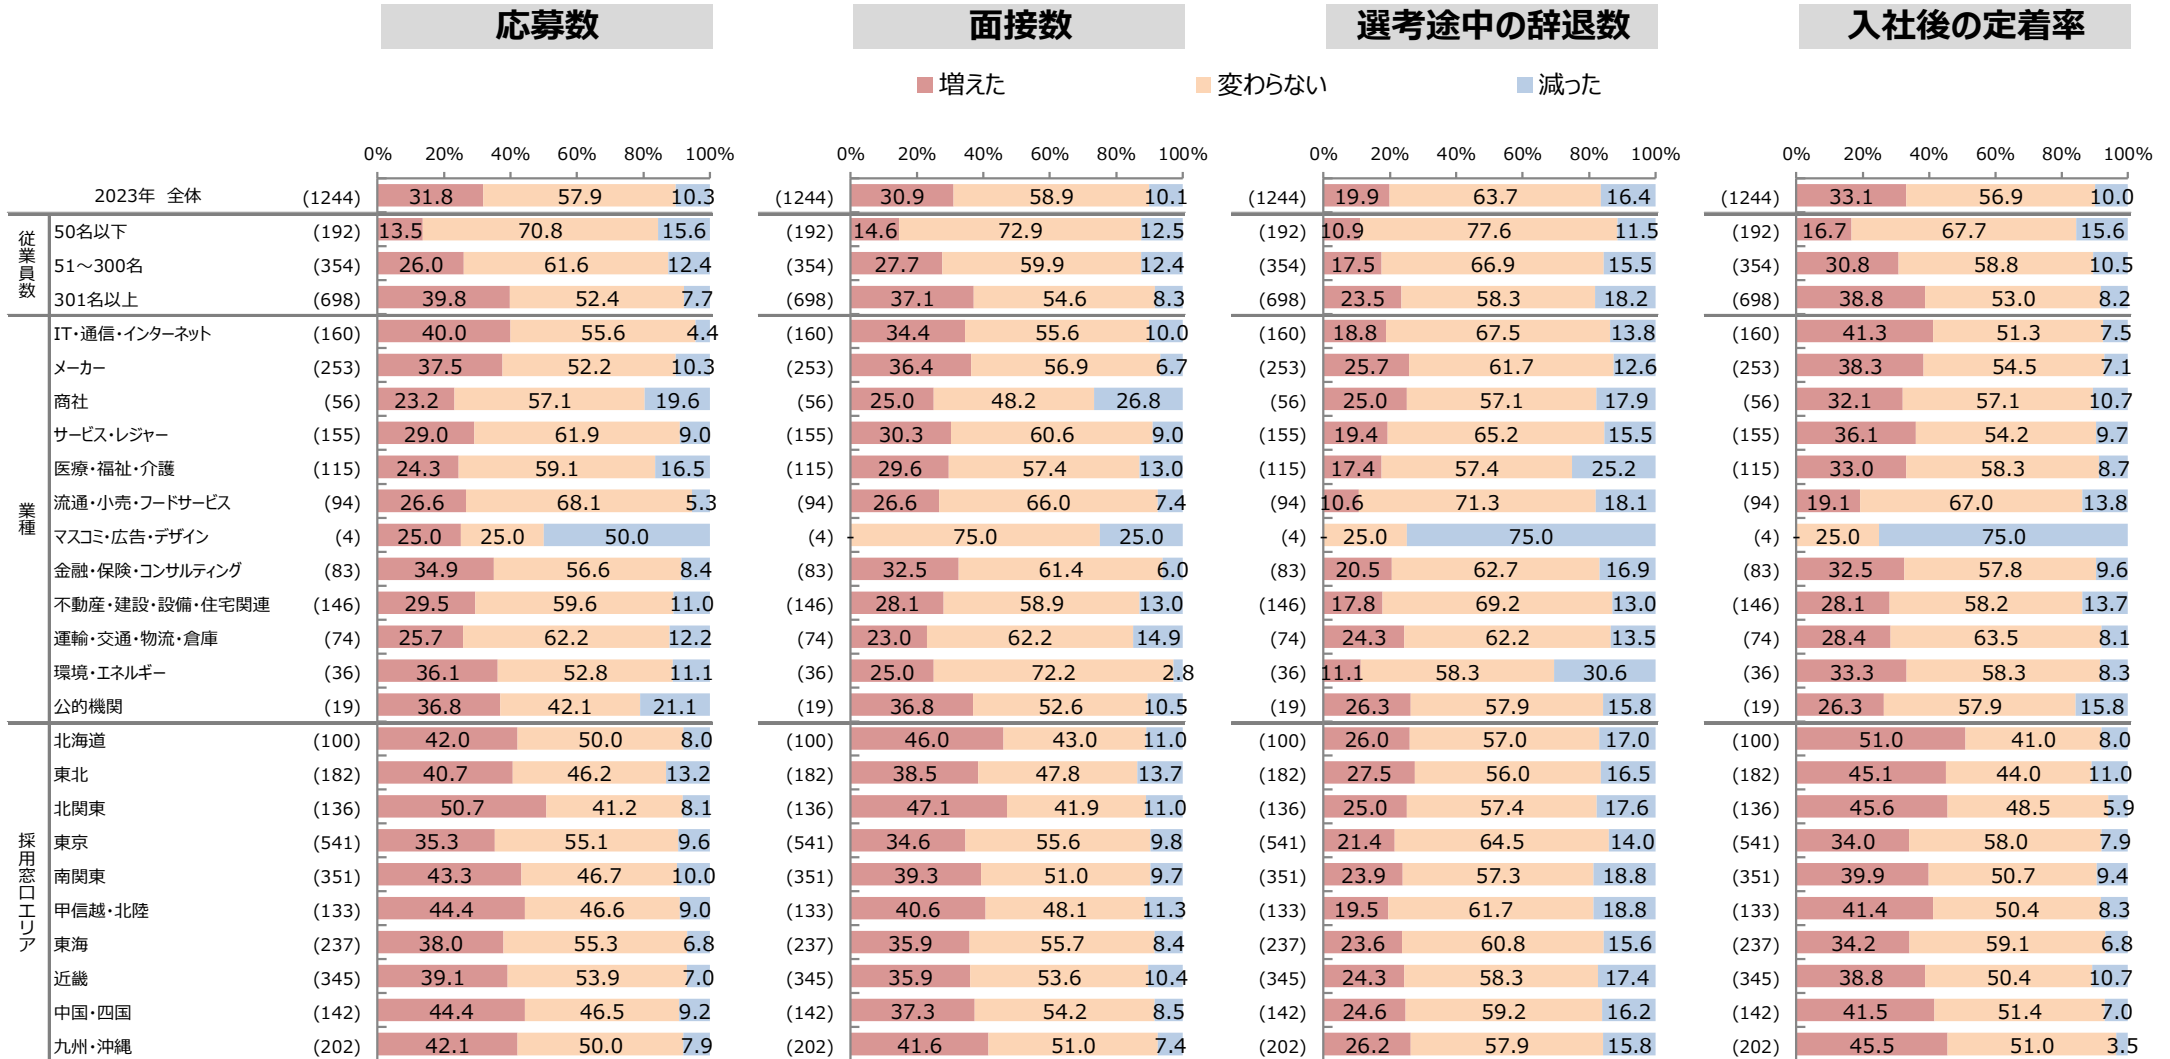 応募数 面接数 選考途中の辞退数 入社後の定着率
増えた 変わらない 減った
0% 20% 40% 60% 80% 100% 0% 20% 40% 60% 80% 100% 0% 20% 40% 60% 80% 100% 0% 20% 40% 60% 80% 100%
2023年 全体 (1244) 31.8 57.9 10.3 (1244) 30.9 58.9 10.1 (1244) 19.9 63.7 16.4 (1244) 33.1 56.9 10.0
従業員数
50名以下 (192) 13.5 70.8 15.6 (192) 14.6 72.9 12.5 (192) 10.9 77.6 11.5 (192) 16.7 67.7 15.6
51～300名 (354) 26.0 61.6 12.4 (354) 27.7 59.9 12.4 (354) 17.5 66.9 15.5 (354) 30.8 58.8 10.5
301名以上 (698) 39.8 52.4 7.7 (698) 37.1 54.6 8.3 (698) 23.5 58.3 18.2 (698) 38.8 53.0 8.2
業種
IT・通信・インターネット (160) 40.0 55.6 4.4 (160) 34.4 55.6 10.0 (160) 18.8 67.5 13.8 (160) 41.3 51.3 7.5
メーカー (253) 37.5 52.2 10.3 (253) 36.4 56.9 6.7 (253) 25.7 61.7 12.6 (253) 38.3 54.5 7.1
商社 (56) 23.2 57.1 19.6 (56) 25.0 48.2 26.8 (56) 25.0 57.1 17.9 (56) 32.1 57.1 10.7
サービス・レジャー (155) 29.0 61.9 9.0 (155) 30.3 60.6 9.0 (155) 19.4 65.2 15.5 (155) 36.1 54.2 9.7
医療・福祉・介護 (115) 24.3 59.1 16.5 (115) 29.6 57.4 13.0 (115) 17.4 57.4 25.2 (115) 33.0 58.3 8.7
流通・小売・フードサービス (94) 26.6 68.1 5.3 (94) 26.6 66.0 7.4 (94) 10.6 71.3 18.1 (94) 19.1 67.0 13.8
マスコミ・広告・デザイン (4) 25.0 25.0 50.0 (4) - 75.0 25.0 (4) - 25.0 75.0 (4) - 25.0 75.0
金融・保険・コンサルティング (83) 34.9 56.6 8.4 (83) 32.5 61.4 6.0 (83) 20.5 62.7 16.9 (83) 32.5 57.8 9.6
不動産・建設・設備・住宅関連 (146) 29.5 59.6 11.0 (146) 28.1 58.9 13.0 (146) 17.8 69.2 13.0 (146) 28.1 58.2 13.7
運輸・交通・物流・倉庫 (74) 25.7 62.2 12.2 (74) 23.0 62.2 14.9 (74) 24.3 62.2 13.5 (74) 28.4 63.5 8.1
環境・エネルギー (36) 36.1 52.8 11.1 (36) 25.0 72.2 2.8 (36) 11.1 58.3 30.6 (36) 33.3 58.3 8.3
公的機関 (19) 36.8 42.1 21.1 (19) 36.8 52.6 10.5 (19) 26.3 57.9 15.8 (19) 26.3 57.9 15.8
採用窓口エリア
北海道 (100) 42.0 50.0 8.0 (100) 46.0 43.0 11.0 (100) 26.0 57.0 17.0 (100) 51.0 41.0 8.0
東北 (182) 40.7 46.2 13.2 (182) 38.5 47.8 13.7 (182) 27.5 56.0 16.5 (182) 45.1 44.0 11.0
北関東 (136) 50.7 41.2 8.1 (136) 47.1 41.9 11.0 (136) 25.0 57.4 17.6 (136) 45.6 48.5 5.9
東京 (541) 35.3 55.1 9.6 (541) 34.6 55.6 9.8 (541) 21.4 64.5 14.0 (541) 34.0 58.0 7.9
南関東 (351) 43.3 46.7 10.0 (351) 39.3 51.0 9.7 (351) 23.9 57.3 18.8 (351) 39.9 50.7 9.4
甲信越・北陸 (133) 44.4 46.6 9.0 (133) 40.6 48.1 11.3 (133) 19.5 61.7 18.8 (133) 41.4 50.4 8.3
東海 (237) 38.0 55.3 6.8 (237) 35.9 55.7 8.4 (237) 23.6 60.8 15.6 (237) 34.2 59.1 6.8
近畿 (345) 39.1 53.9 7.0 (345) 35.9 53.6 10.4 (345) 24.3 58.3 17.4 (345) 38.8 50.4 10.7
中国・四国 (142) 44.4 46.5 9.2 (142) 37.3 54.2 8.5 (142) 24.6 59.2 16.2 (142) 41.5 51.4 7.0
九州・沖縄 (202) 42.1 50.0 7.9 (202) 41.6 51.0 7.4 (202) 26.2 57.9 15.8 (202) 45.5 51.0 3.5